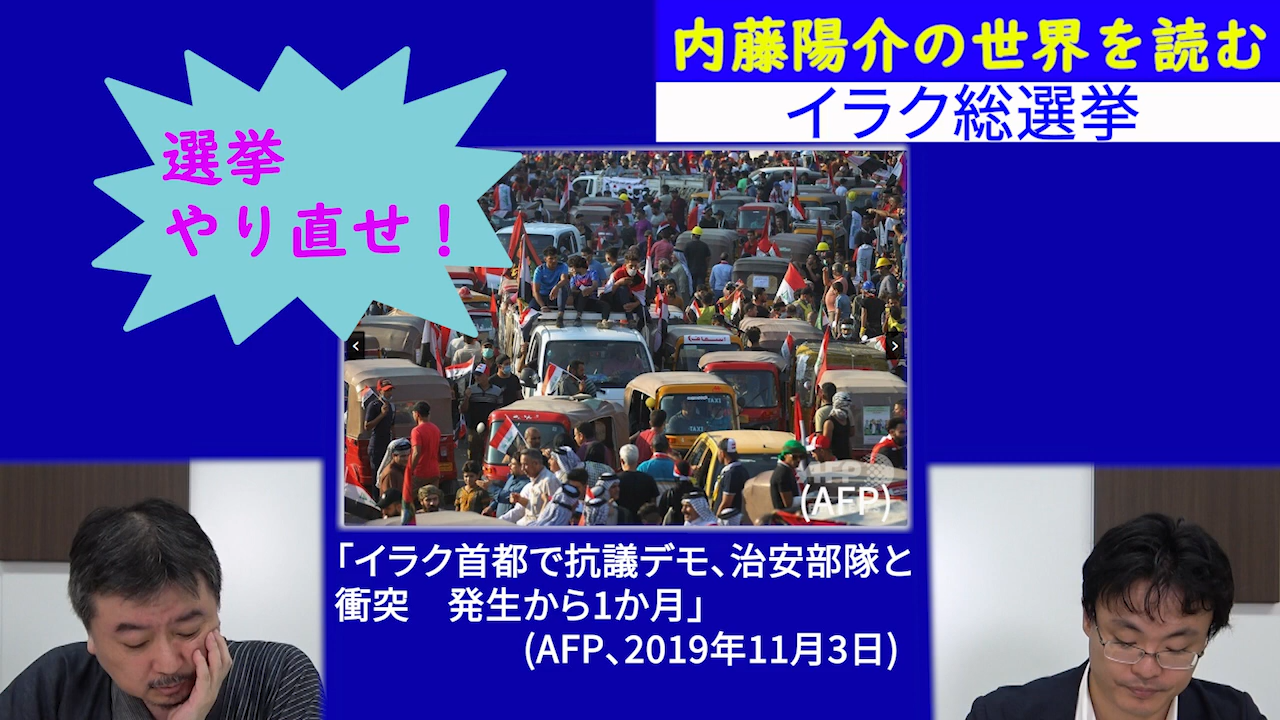 内藤陽介の世界を読む
イラク総選挙
選挙
やり直せ！
TAXI
TAXI
AFP
(AFP)
「イラク首都で抗議デモ、治安部隊と
衝突　発生から1か月」
(AFP、2019年11月3日)